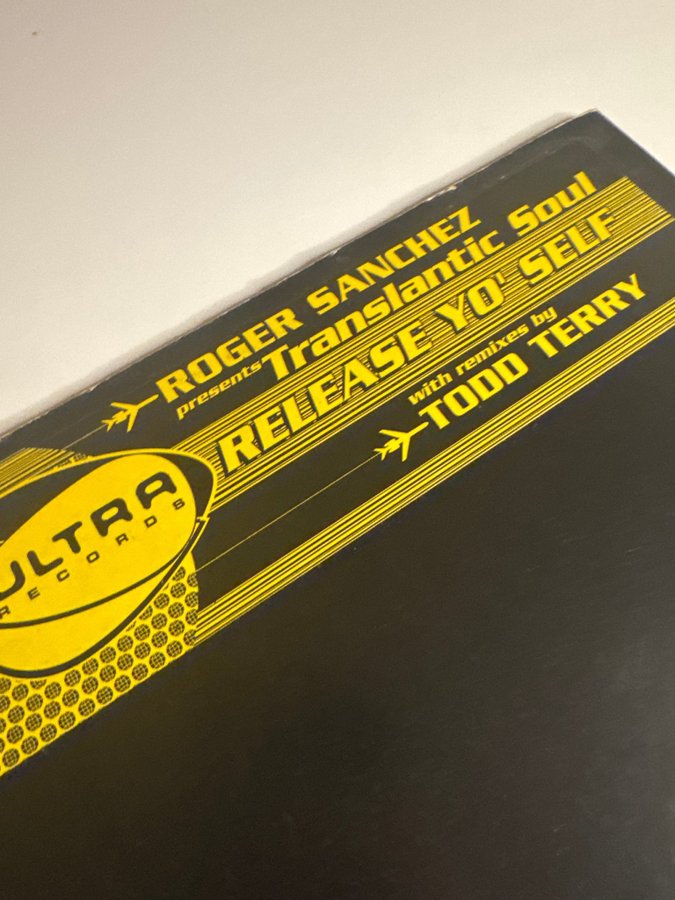 ROGER SANCHEZ
presents Translantic Soul
RELEASE YO' SELF
with remixes by
TODD TERRY
ULTRA
RECORDS